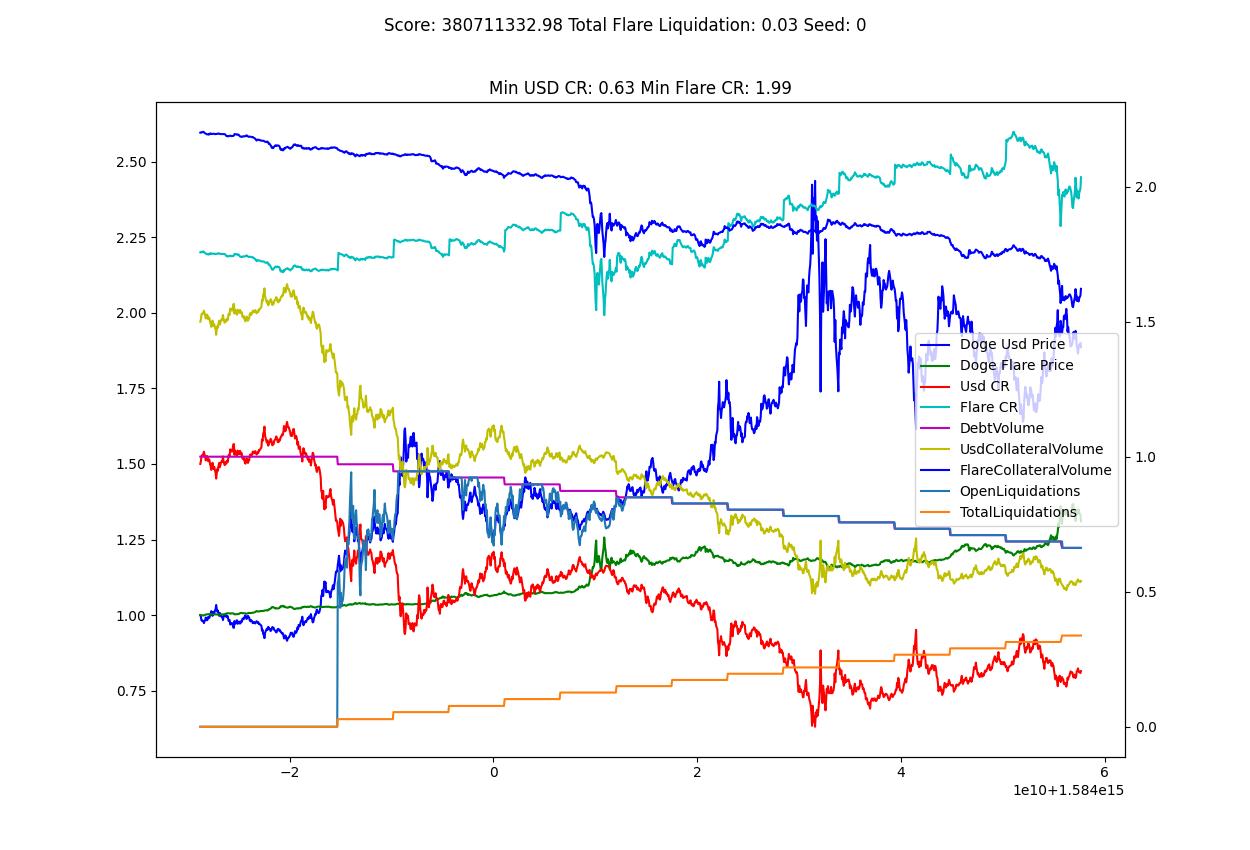 Score: 380711332.98 Total Flare Liquidation: 0.03 Seed: 0
Min USD CR: 0.63 Min Flare CR: 1.99
2.50
2.25
2.00
1.75
1.50
1.25
1.00
0.75
2.0
1.5
1.0
0.5
0.0
Doge Usd Price
Doge Flare Price
Usd CR
Flare CR
DebtVolume
UsdCollateralVolume
FlareCollateralVolume
OpenLiquidations
TotalLiquidations
−2 0 2 4 6
1e10+1.584e15